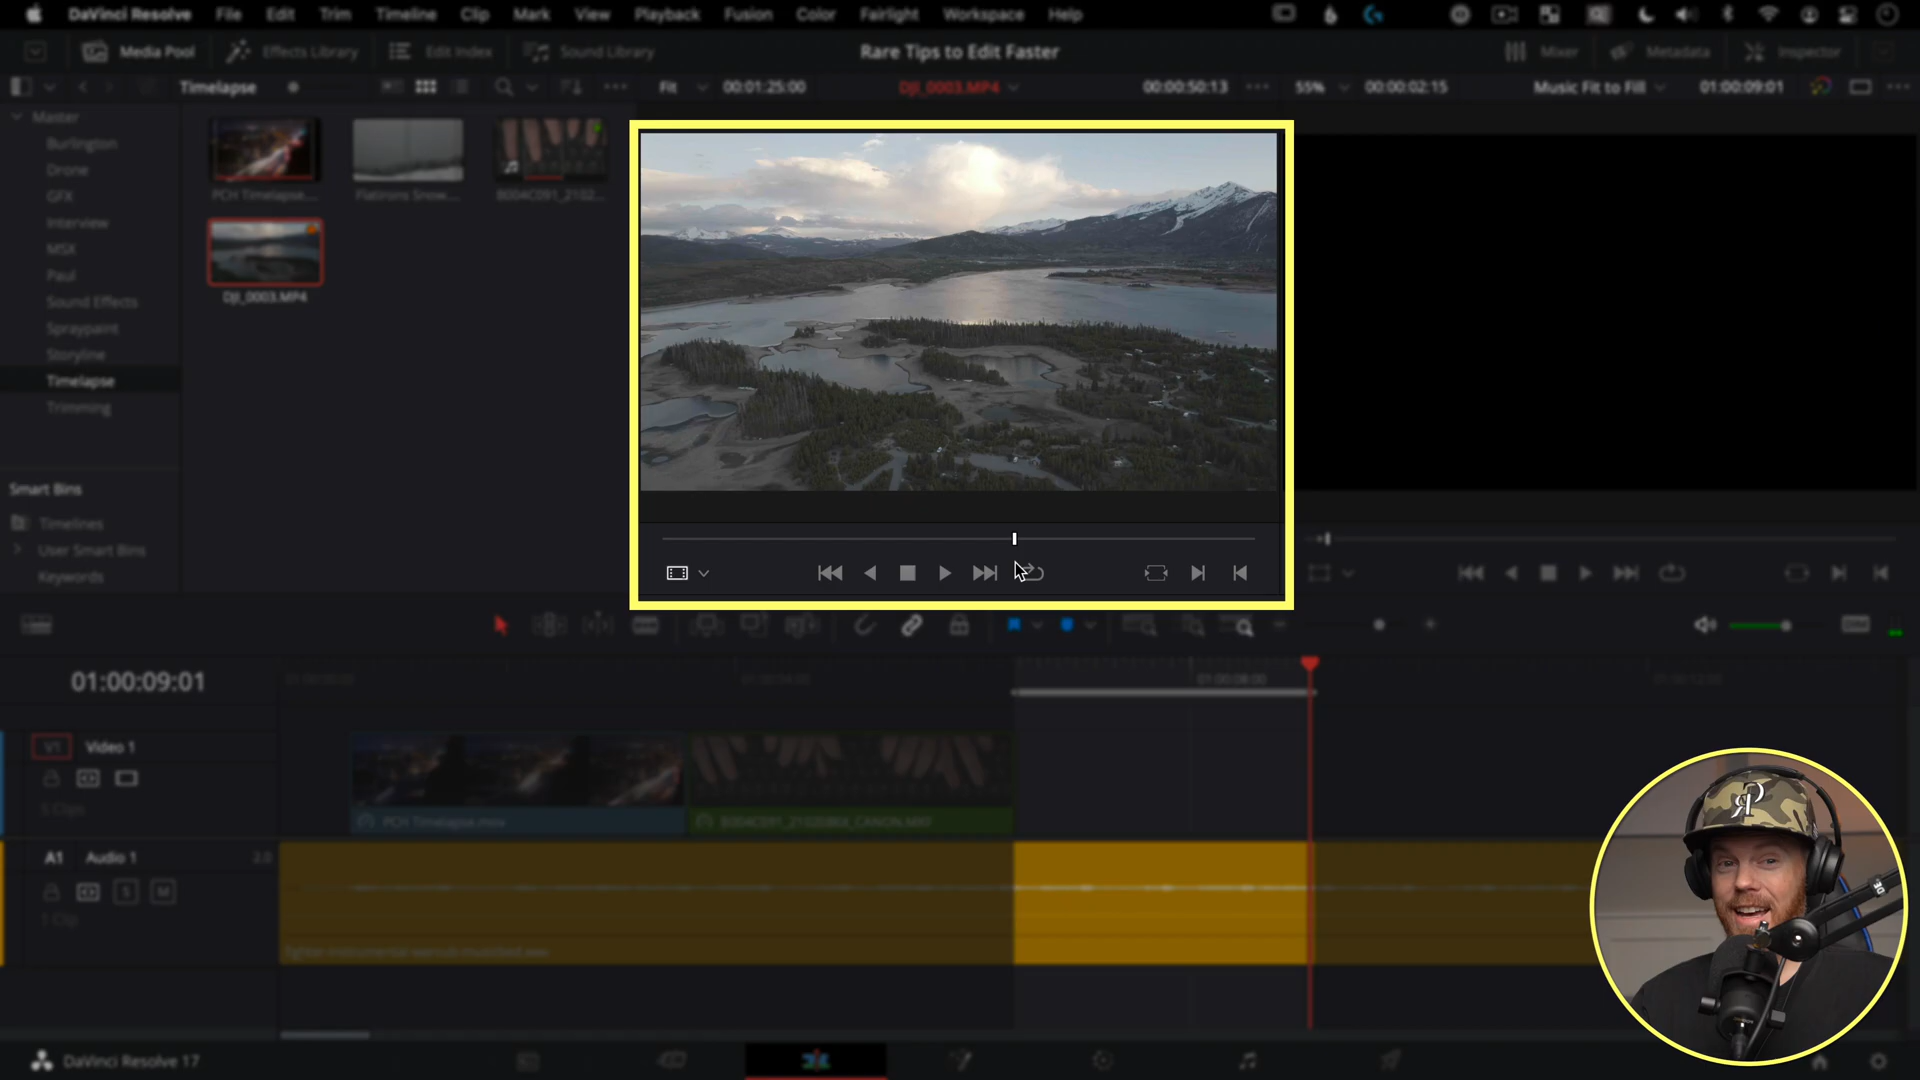 DaVinci Resolve File Edit Trim Timeline Clip Mark View Playback Fusion Color Fairlight Workspace Help
Media Pool Effects Library Edit Index Sound Library Rare Tips to Edit Faster Mixer Metadata Inspector
Timelapse Fit 00:01:25:00 DJI_0003.MP4 00:00:50:13 55% 00:00:02:15 Music Fit to Fill 01:00:09:01
Master
Burlington
Drone
GFX
Interview
MSX
Paul
Sound Effects
Spraypaint
Storyline
Timelapse
Trimming
PCH Timelapse... Flatirons Snow... B004C091_2102...
DJI_0003.MP4
Smart Bins
Timelines
User Smart Bins
Keywords
01:00:09:01
01:00:08:00
V1 Video 1
5 Clips
PCH Timelapse.mov
A1 Audio 1 2.0
S M
1 Clip
DaVinci Resolve 17